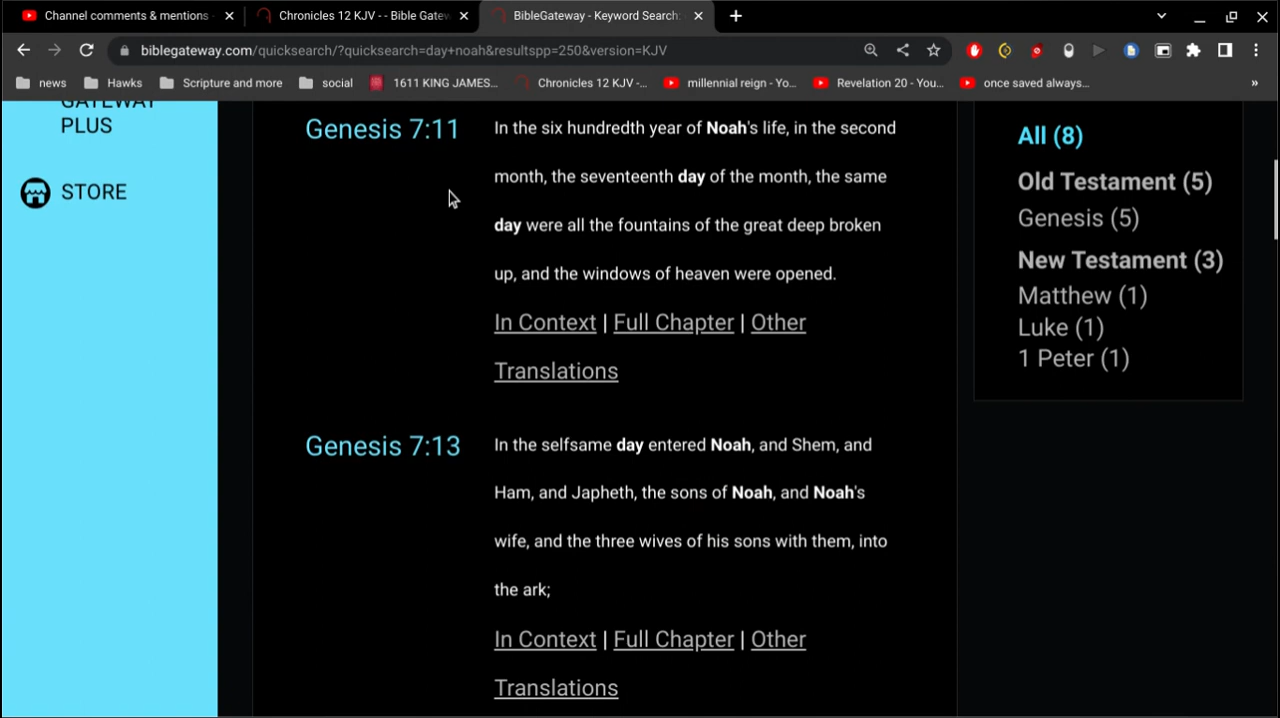 Channel comments & mentions -
Chronicles 12 KJV - - Bible Gatew
BibleGateway - Keyword Search:
biblegateway.com/quicksearch/?quicksearch=day+noah&resultspp=250&version=KJV
news
Hawks
Scripture and more
social
1611 KING JAMES...
Chronicles 12 KJV -...
millennial reign - Yo...
Revelation 20 - You...
once saved always...
»
GATEWAY
PLUS
STORE
Genesis 7:11
In the six hundredth year of Noah's life, in the second
month, the seventeenth day of the month, the same
day were all the fountains of the great deep broken
up, and the windows of heaven were opened.
In Context | Full Chapter | Other
Translations
Genesis 7:13
In the selfsame day entered Noah, and Shem, and
Ham, and Japheth, the sons of Noah, and Noah's
wife, and the three wives of his sons with them, into
the ark;
In Context | Full Chapter | Other
Translations
All (8)
Old Testament (5)
Genesis (5)
New Testament (3)
Matthew (1)
Luke (1)
1 Peter (1)